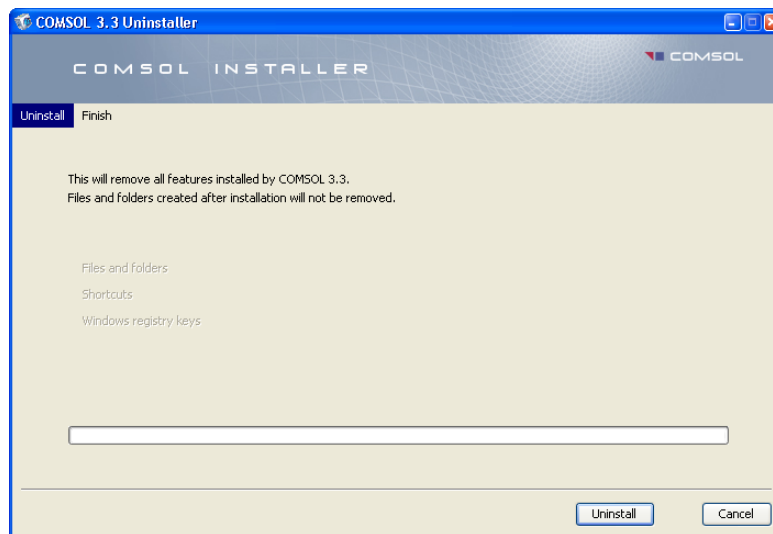 COMSOL 3.3 Uninstaller
COMSOL INSTALLER
COMSOL
Uninstall Finish
This will remove all features installed by COMSOL 3.3.
Files and folders created after installation will not be removed.
Files and folders
Shortcuts
Windows registry keys
Uninstall Cancel